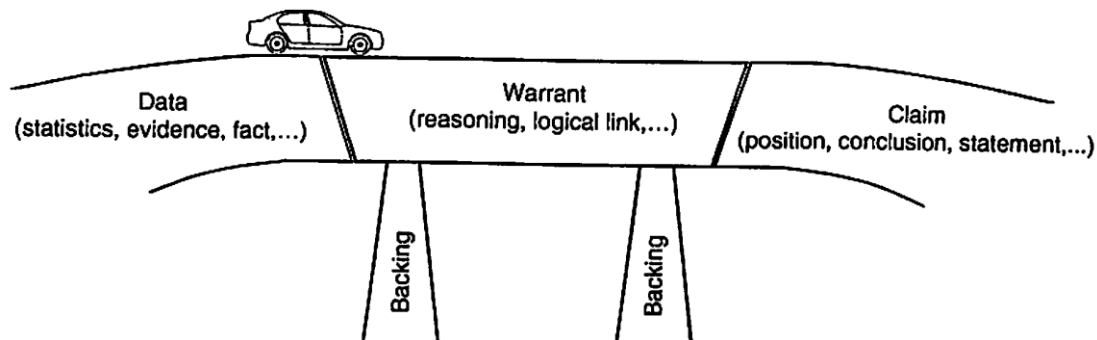 Data
(statistics, evidence, fact,...)
Warrant
(reasoning, logical link,...)
Claim
(position, conclusion, statement,...)
Backing
Backing